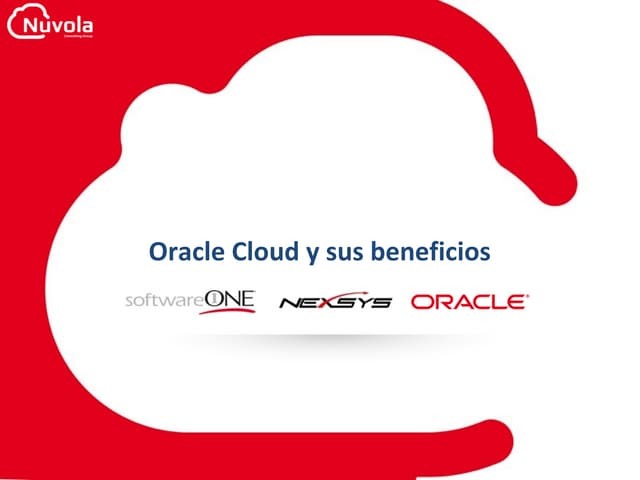 Nuvola
Consulting Group
Oracle Cloud y sus beneficios
softwareONE NEXSYS ORACLE®